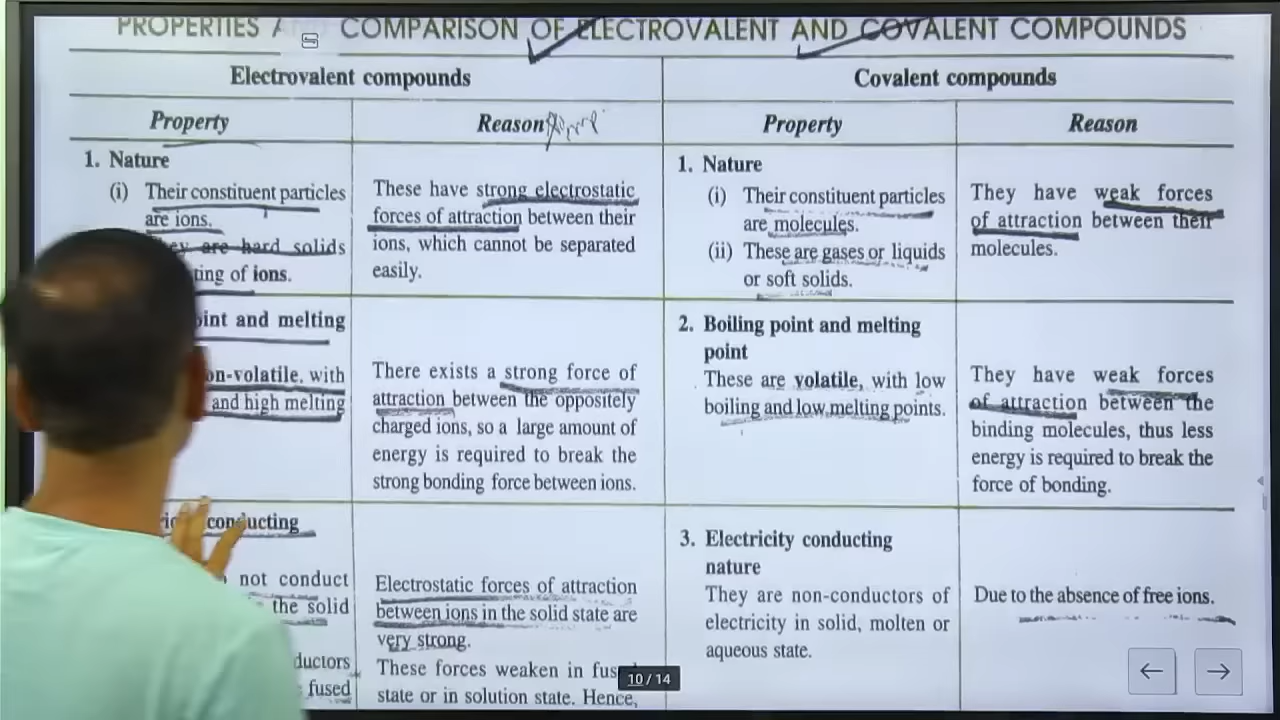 PROPERTIES A COMPARISON OF ELECTROVALENT AND COVALENT COMPOUNDS
Electrovalent compounds
Covalent compounds
Property
Reason
Property
Reason
1. Nature
(i) Their constituent particles
are ions.
are hard solids
ting of ions.
These have strong electrostatic
forces of attraction between their
ions, which cannot be separated
easily.
1. Nature
(i) Their constituent particles
are molecules.
(ii) These are gases or liquids
or soft solids.
They have weak forces
of attraction between their
molecules.
int and melting
on-volatile, with
and high melting
There exists a strong force of
attraction between the oppositely
charged ions, so a large amount of
energy is required to break the
strong bonding force between ions.
2. Boiling point and melting
point
These are volatile, with low
boiling and low melting points.
They have weak forces
of attraction between the
binding molecules, thus less
energy is required to break the
force of bonding.
conducting
not conduct
the solid
ductors
fused
Electrostatic forces of attraction
between ions in the solid state are
very strong.
These forces weaken in fus
state or in solution state. Hence,
3. Electricity conducting
nature
They are non-conductors of
electricity in solid, molten or
aqueous state.
Due to the absence of free ions.
10 / 14